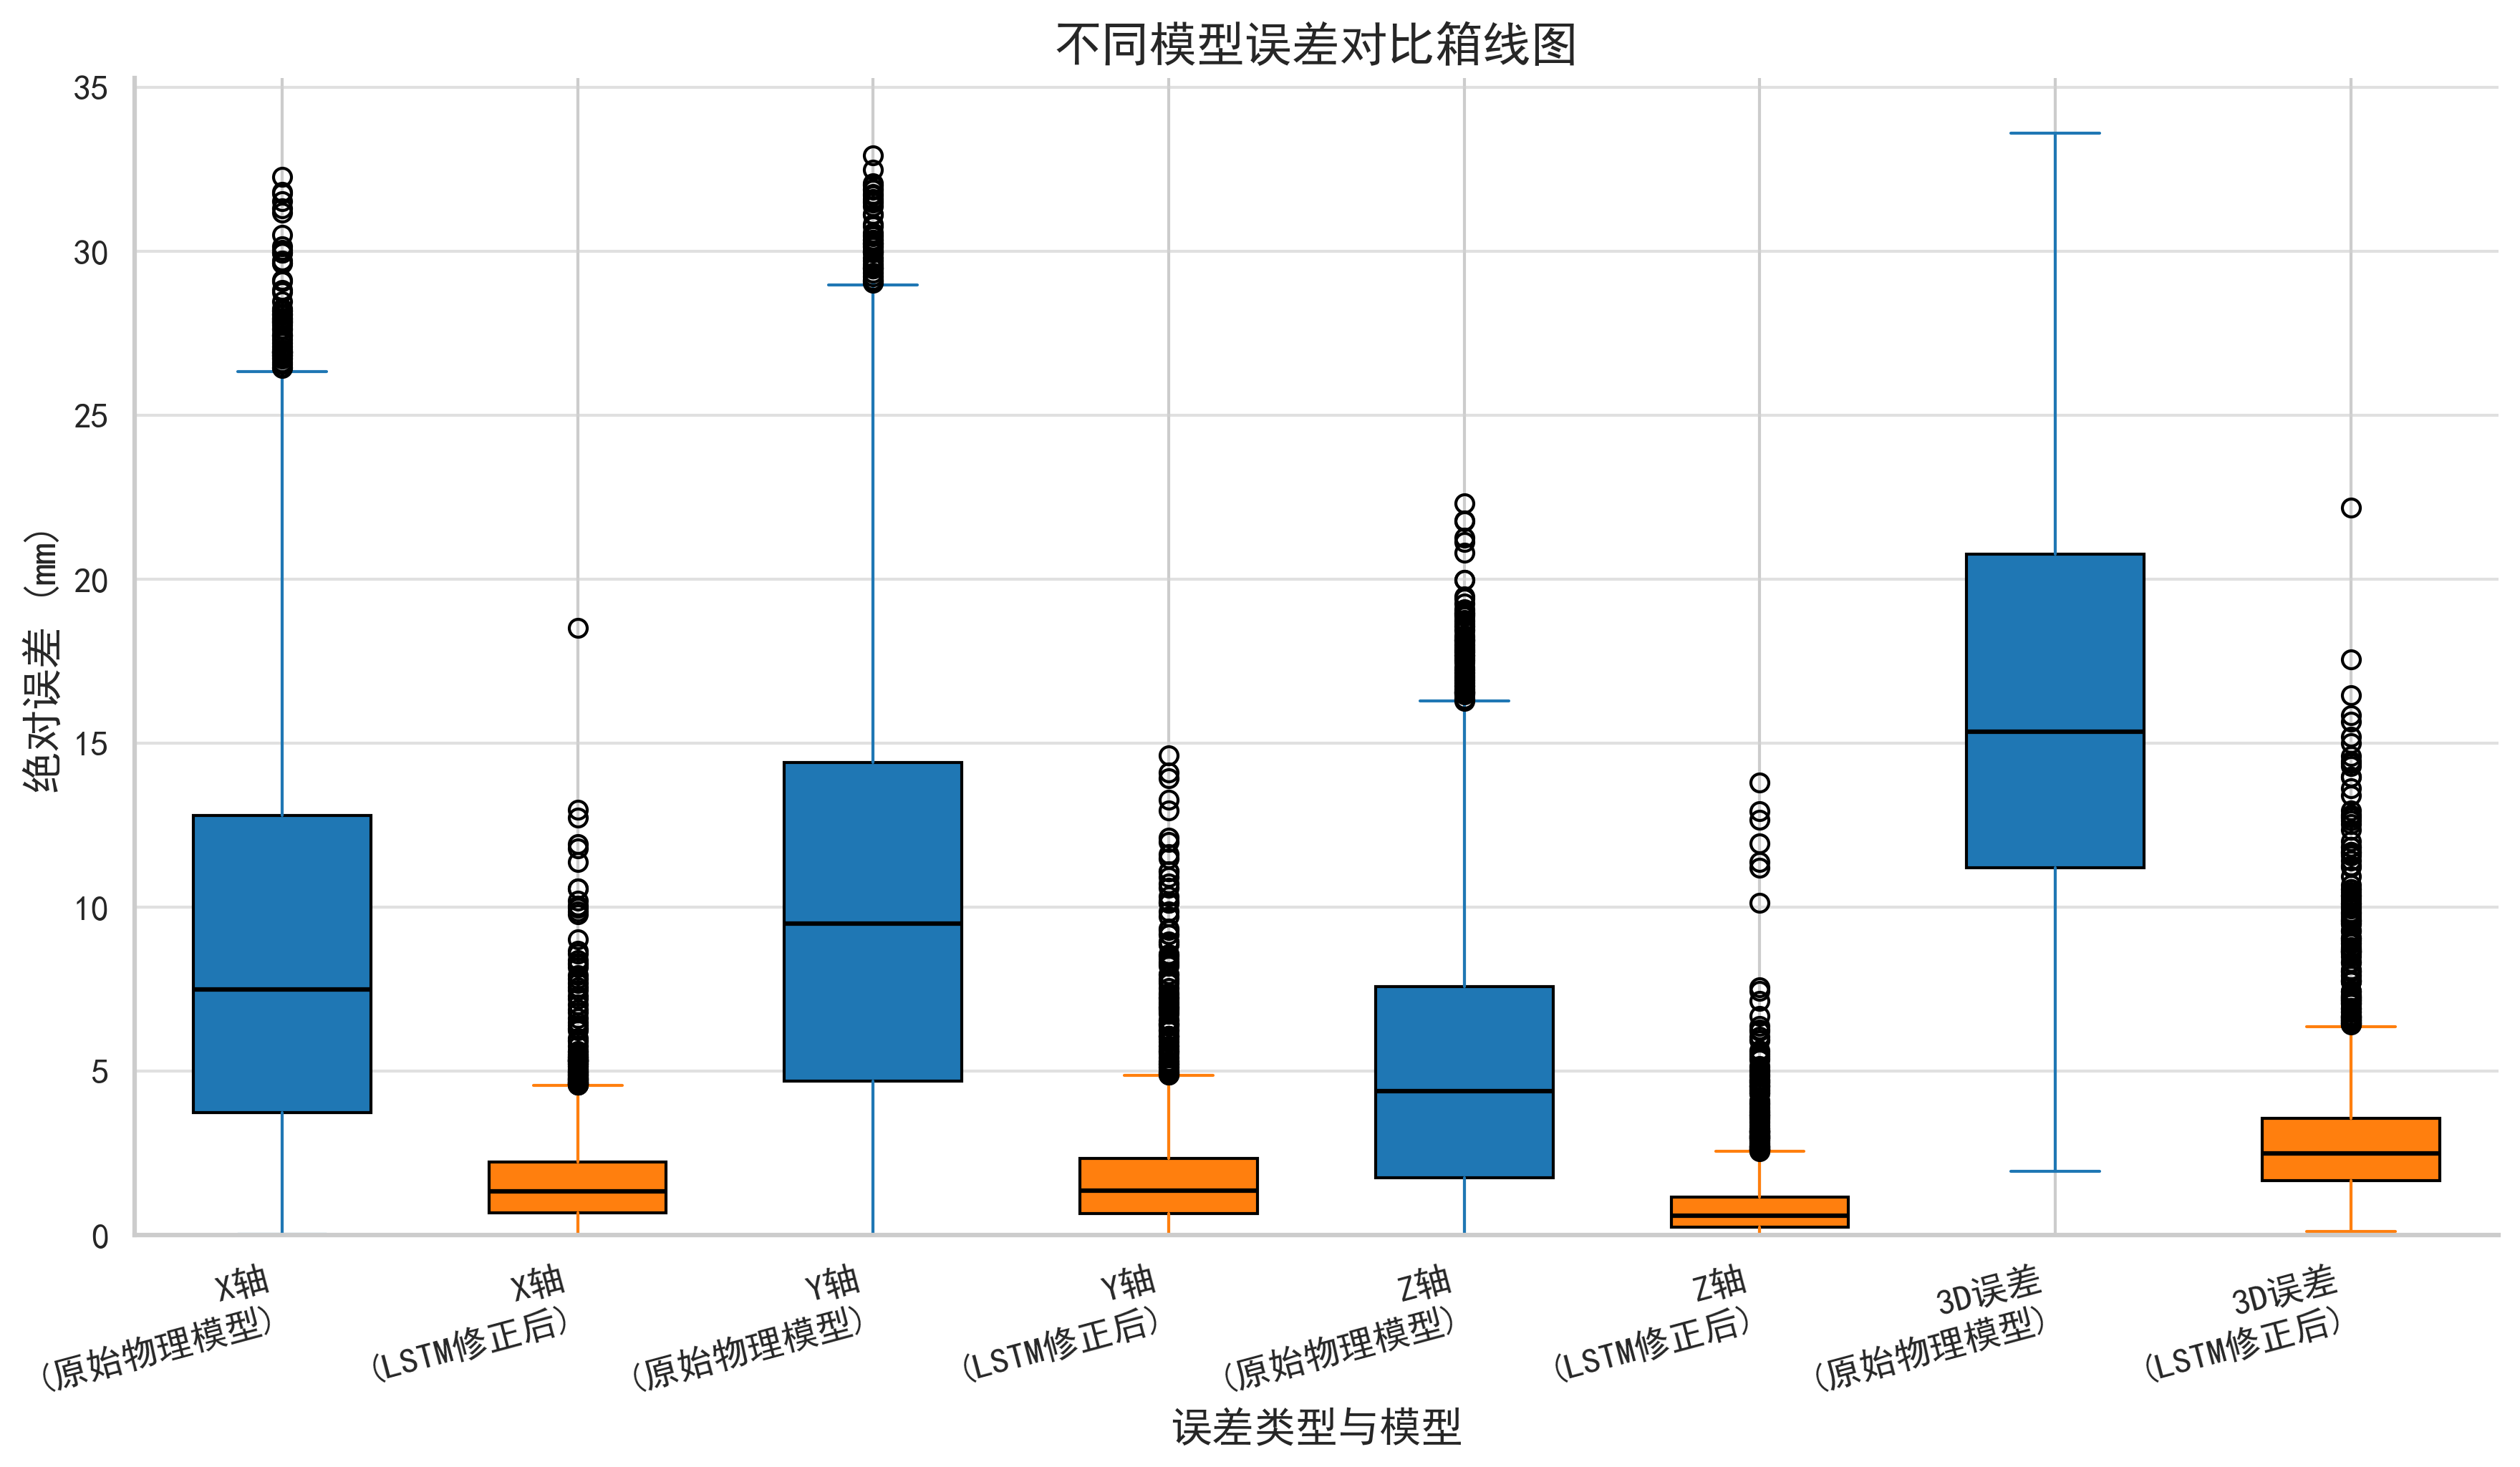 不同模型误差对比箱线图
绝对误差（mm）
35
30
25
20
15
10
5
0
X轴
（原始物理模型）
X轴
（LSTM修正后）
Y轴
（原始物理模型）
Y轴
（LSTM修正后）
Z轴
（原始物理模型）
Z轴
（LSTM修正后）
3D误差
（原始物理模型）
3D误差
（LSTM修正后）
误差类型与模型